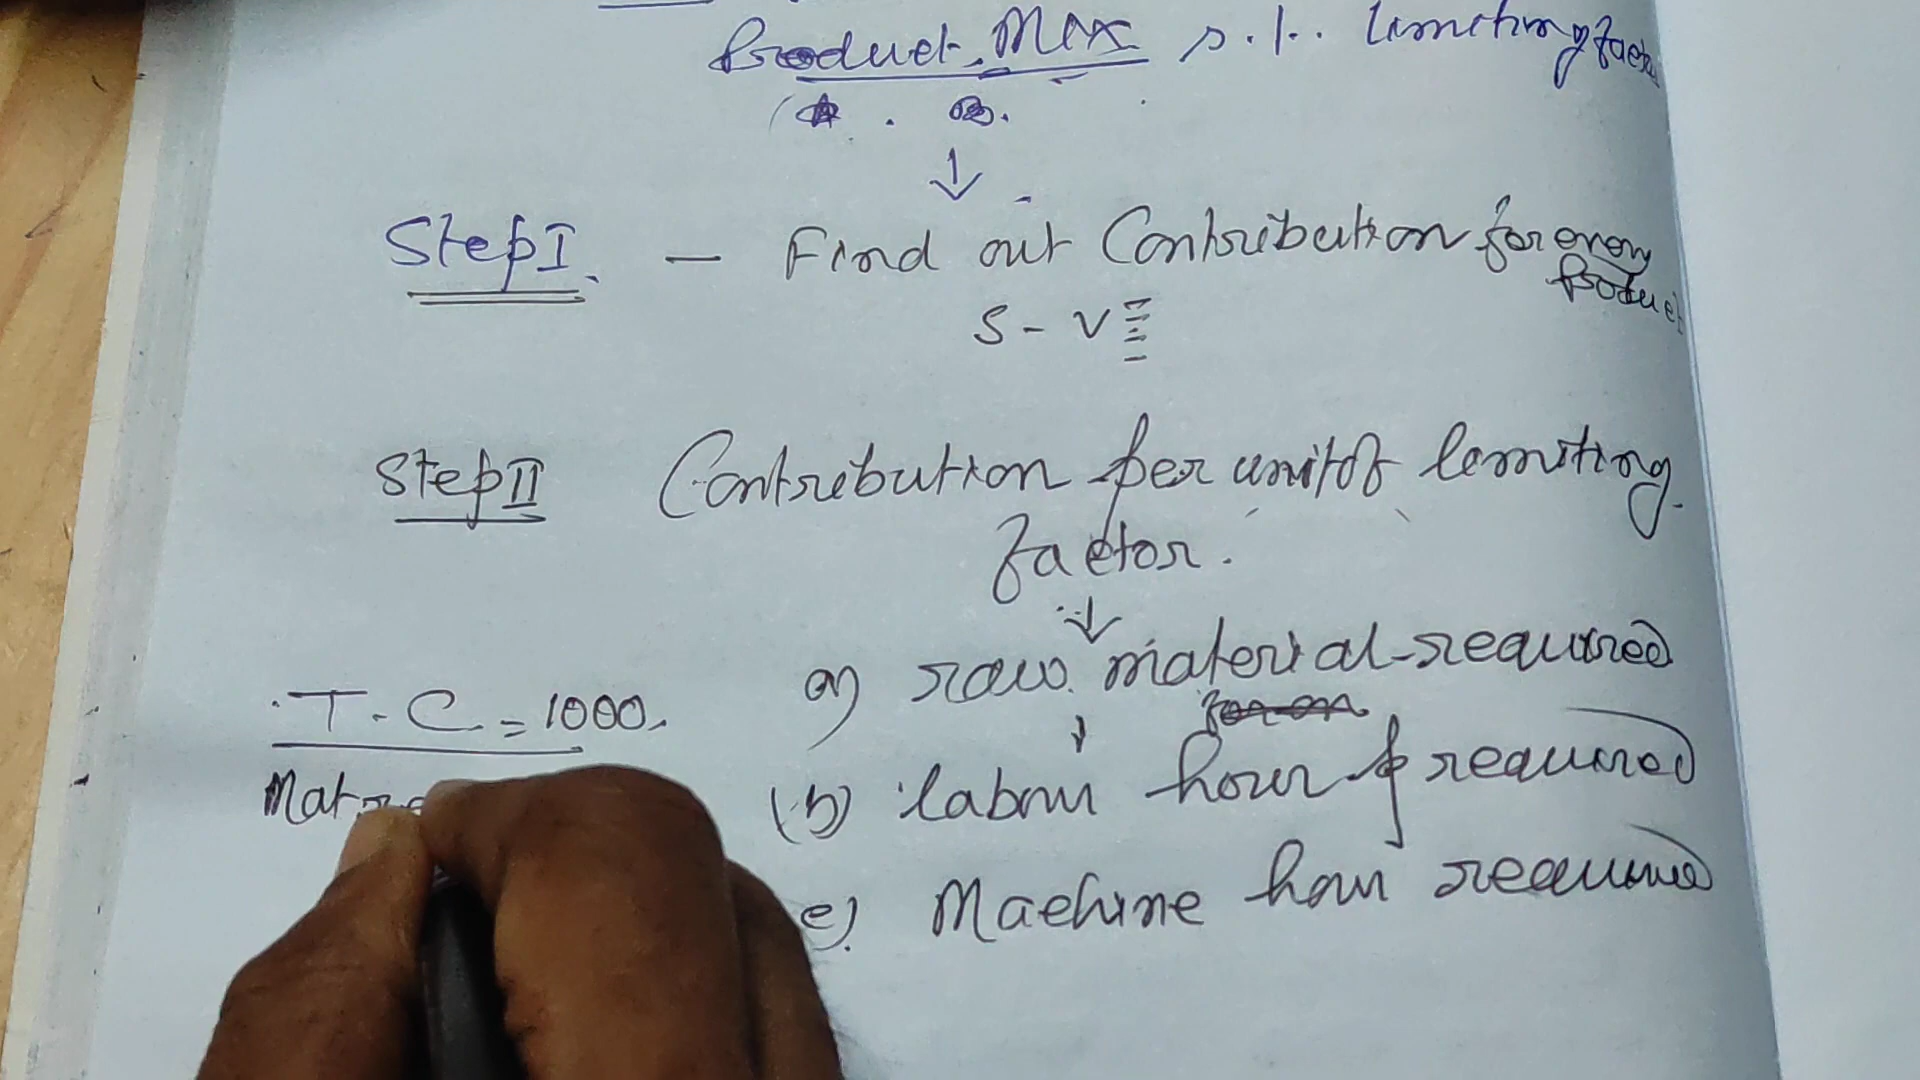 Product Mix s.t. limiting factor
A . B.
Step I. - Find out Contribution for every Product
S - V
Step II Contribution per unit of limiting
factor.
a) raw material required
T.C = 1000
(b) labour hour required
c) Machine hour required